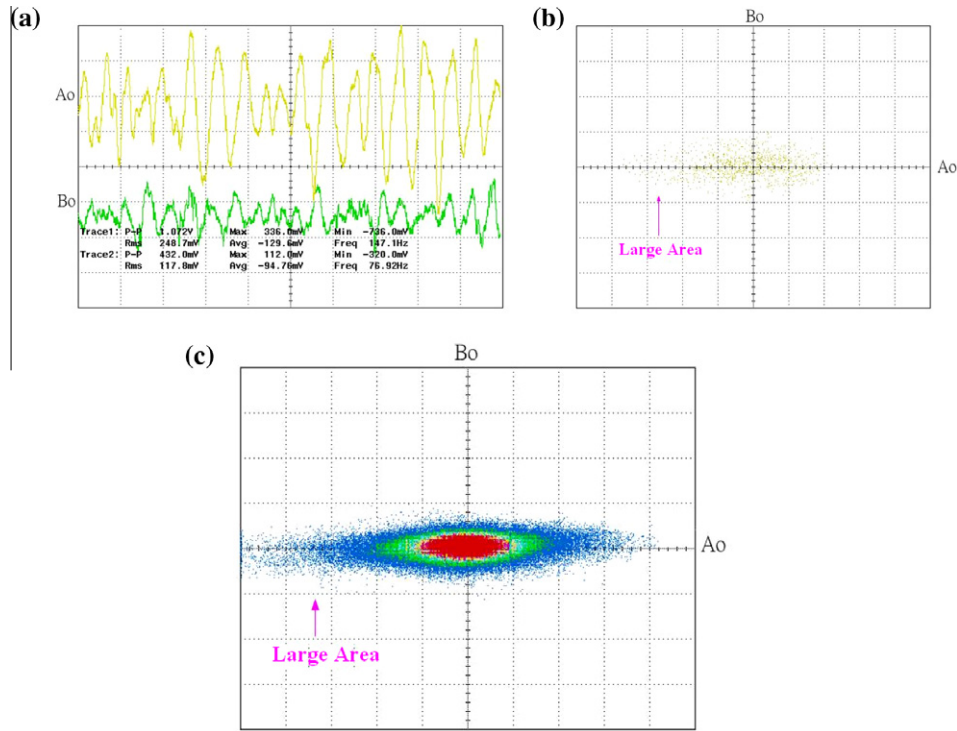 (a)
Ao
Bo
Trace1: P-P 1.072V Max 336.0mV Min -736.0mV
Rms 248.7mV Avg -129.6mV Freq 147.1Hz
Trace2: P-P 432.0mV Max 112.0mV Min -320.0mV
Rms 117.8mV Avg -94.76mV Freq 76.92Hz
(b)
Bo
Ao
Large Area
(c)
Bo
Ao
Large Area